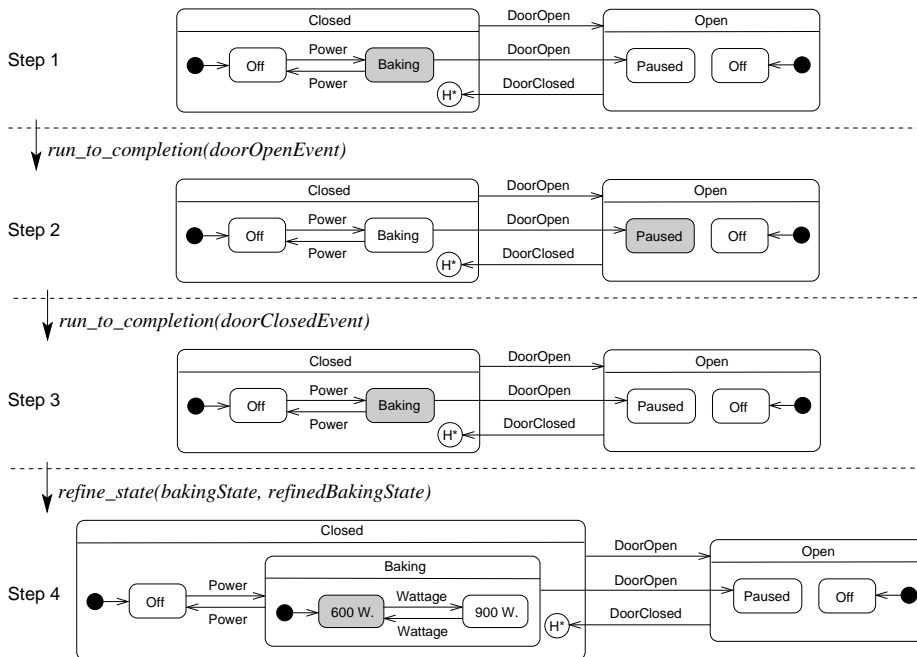 Closed
DoorOpen
Open
Step 1
Off
Power
Power
Baking
DoorOpen
Paused
Off
H*
DoorClosed
run_to_completion(doorOpenEvent)
Closed
DoorOpen
Open
Step 2
Off
Power
Power
Baking
DoorOpen
Paused
Off
H*
DoorClosed
run_to_completion(doorClosedEvent)
Closed
DoorOpen
Open
Step 3
Off
Power
Power
Baking
DoorOpen
Paused
Off
H*
DoorClosed
refine_state(bakingState, refinedBakingState)
Closed
DoorOpen
Open
Step 4
Off
Power
Power
Baking
600 W.
Wattage
Wattage
900 W.
DoorOpen
Paused
Off
H*
DoorClosed